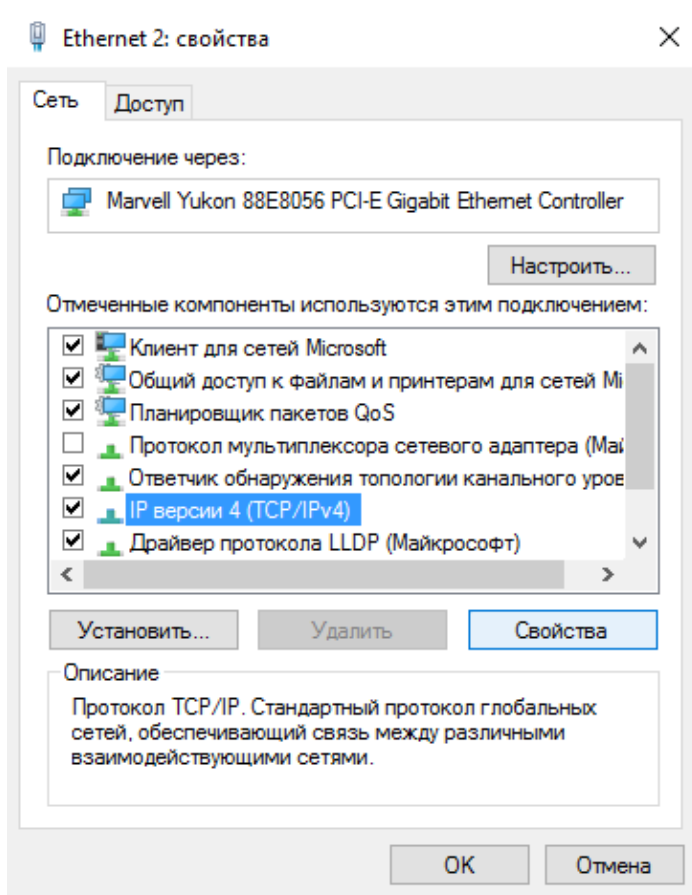 Ethernet 2: свойства
Сеть
Доступ
Подключение через:
Marvell Yukon 88E8056 PCI-E Gigabit Ethernet Controller
Настроить...
Отмеченные компоненты используются этим подключением:
Клиент для сетей Microsoft
Общий доступ к файлам и принтерам для сетей Mi
Планировщик пакетов QoS
Протокол мультиплексора сетевого адаптера (Май
Ответчик обнаружения топологии канального уров
IP версии 4 (TCP/IPv4)
Драйвер протокола LLDP (Майкрософт)
Установить...
Удалить
Свойства
Описание
Протокол TCP/IP. Стандартный протокол глобальных
сетей, обеспечивающий связь между различными
взаимодействующими сетями.
OK
Отмена